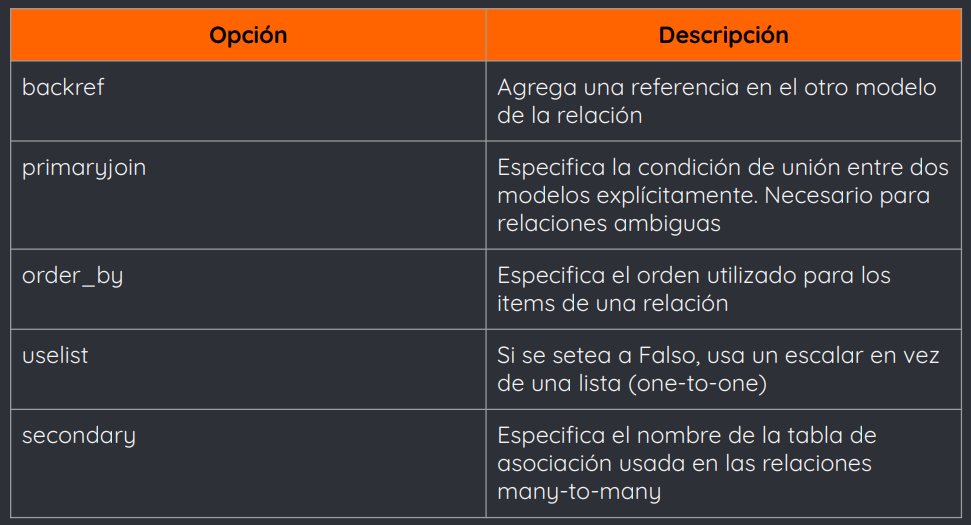 Opción
Descripción
backref
Agrega una referencia en el otro modelo
de la relación
primaryjoin
Especifica la condición de unión entre dos
modelos explícitamente. Necesario para
relaciones ambiguas
order_by
Especifica el orden utilizado para los
items de una relación
uselist
Si se setea a Falso, usa un escalar en vez
de una lista (one-to-one)
secondary
Especifica el nombre de la tabla de
asociación usada en las relaciones
many-to-many